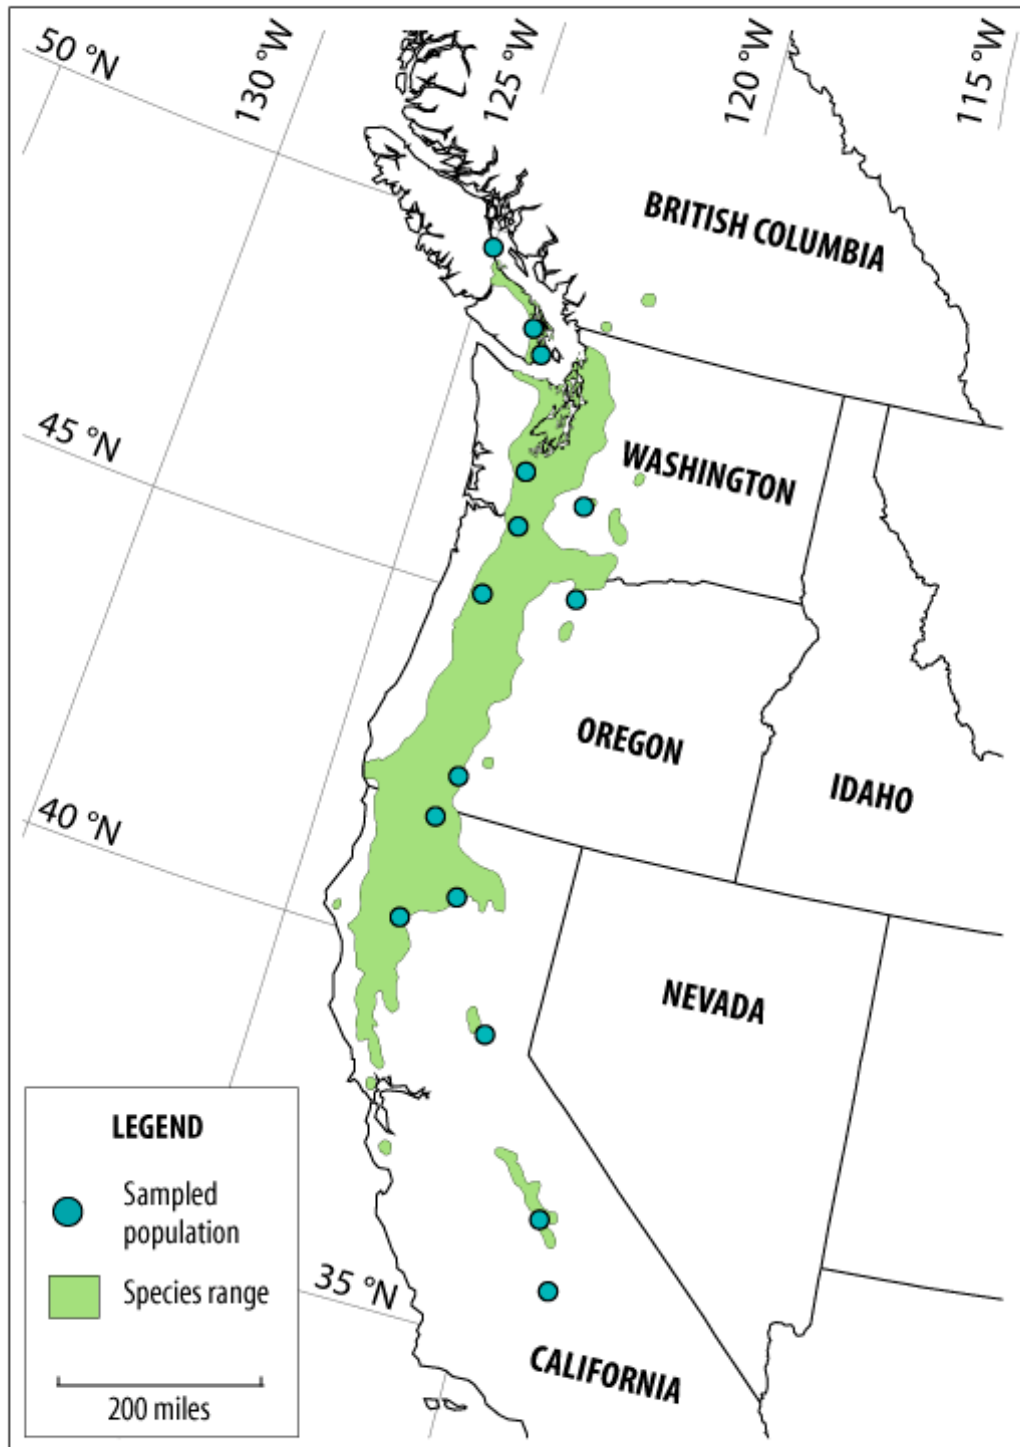 50 °N
130 °W
125 °W
120 °W
115 °W
BRITISH COLUMBIA
45 °N
WASHINGTON
OREGON
IDAHO
40 °N
NEVADA
35 °N
CALIFORNIA
LEGEND
Sampled
population
Species range
200 miles